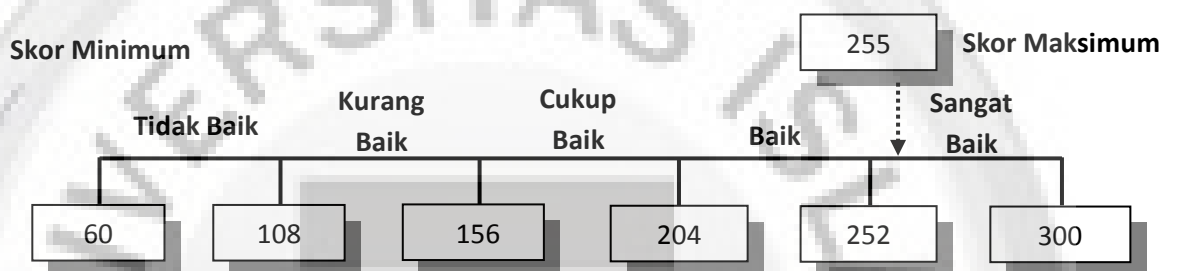 255
Skor Minimum
Skor Maksimum
Tidak Baik
Kurang
Baik
Cukup
Baik
Baik
Sangat
Baik
60
108
156
204
252
300